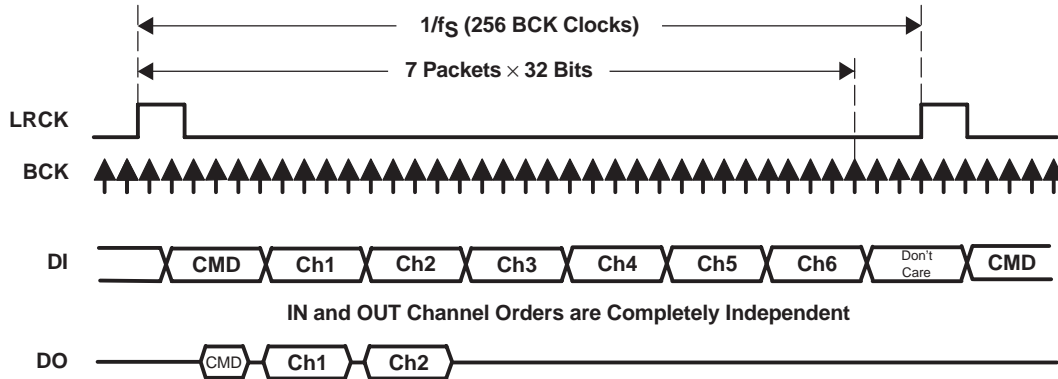 1/fS (256 BCK Clocks)
7 Packets × 32 Bits
LRCK
BCK
DI
CMD
Ch1
Ch2
Ch3
Ch4
Ch5
Ch6
Don't
Care
CMD
IN and OUT Channel Orders are Completely Independent
DO
CMD
Ch1
Ch2